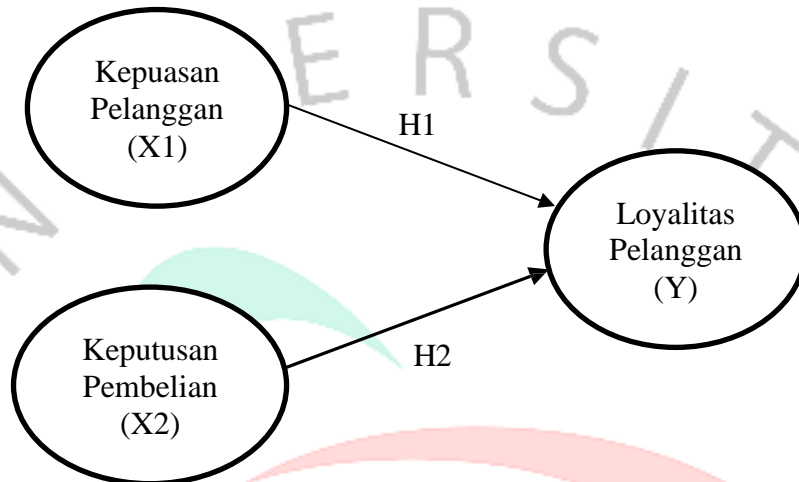 Kepuasan
Pelanggan
(X1)
H1
Loyalitas
Pelanggan
(Y)
Keputusan
Pembelian
(X2)
H2
N
E R S I T